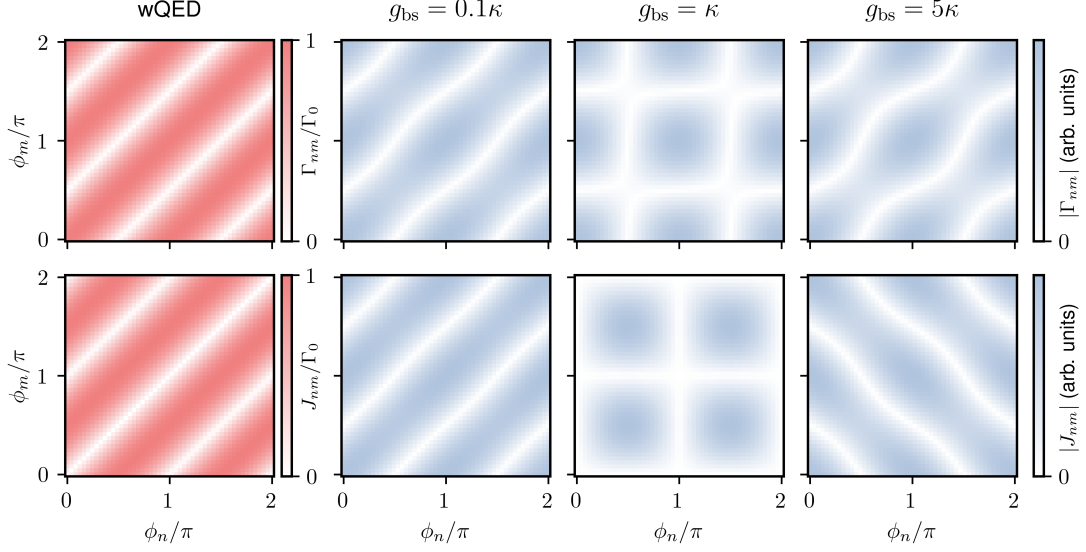 wQED
g_bs = 0.1κ
g_bs = κ
g_bs = 5κ
2
1
0
ϕ_m/π
1
0
Γ_nm/Γ_0
0
|Γ_nm| (arb. units)
2
1
0
ϕ_m/π
1
0
J_nm/Γ_0
0
|J_nm| (arb. units)
0 1 2 0 1 2 0 1 2 0 1 2
ϕ_n/π ϕ_n/π ϕ_n/π ϕ_n/π